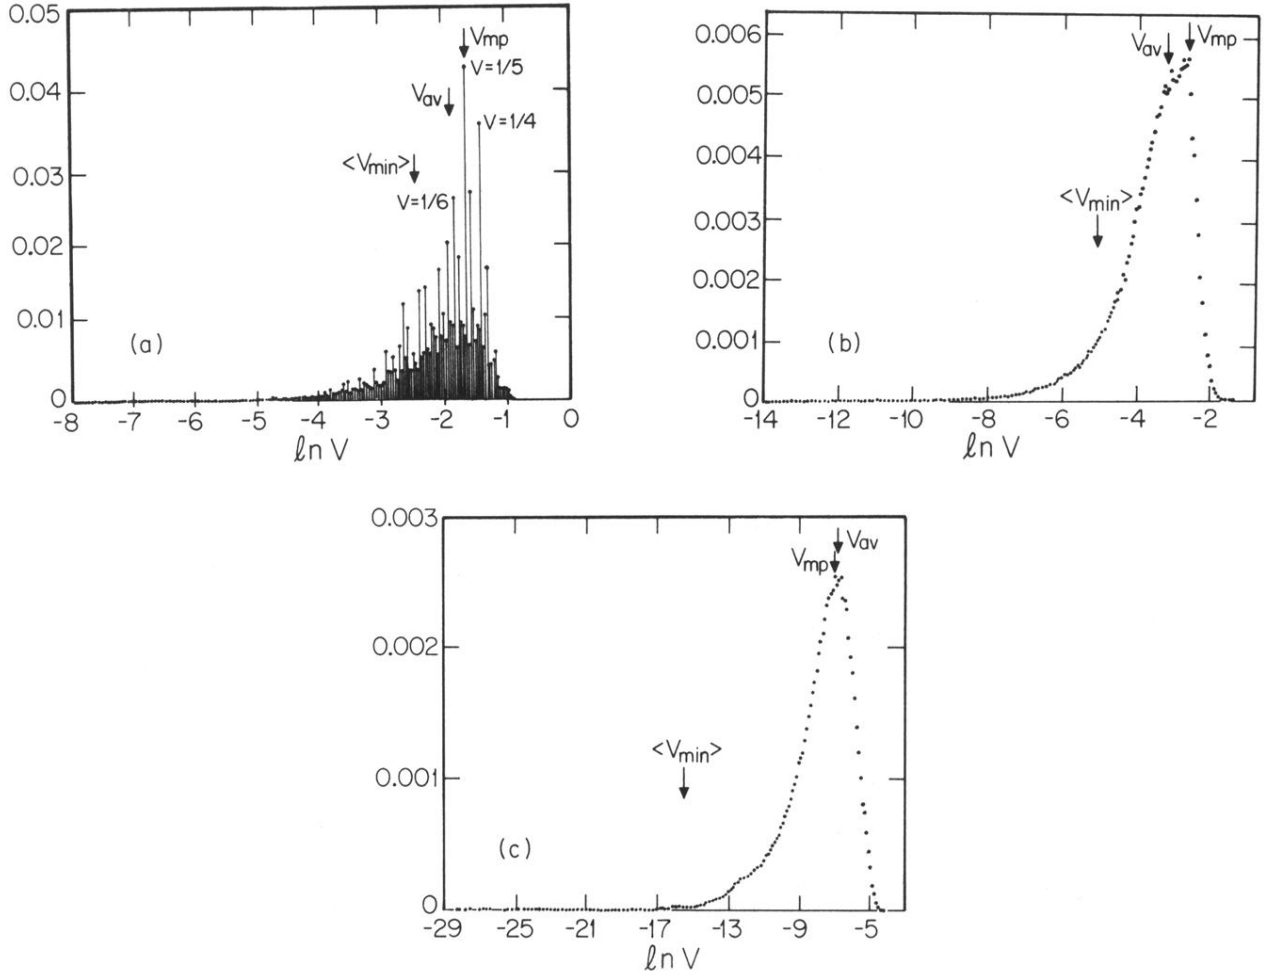 0.05
0.04
0.03
0.02
0.01
0
V_mp
V=1/5
V_av
V=1/4
<V_min>
V=1/6
(a)
-8 -7 -6 -5 -4 -3 -2 -1 0
ln V
0.006
0.005
0.004
0.003
0.002
0.001
0
V_av V_mp
<V_min>
(b)
-14 -12 -10 -8 -6 -4 -2
ln V
0.003
0.002
0.001
0
V_av
V_mp
<V_min>
(c)
-29 -25 -21 -17 -13 -9 -5
ln V